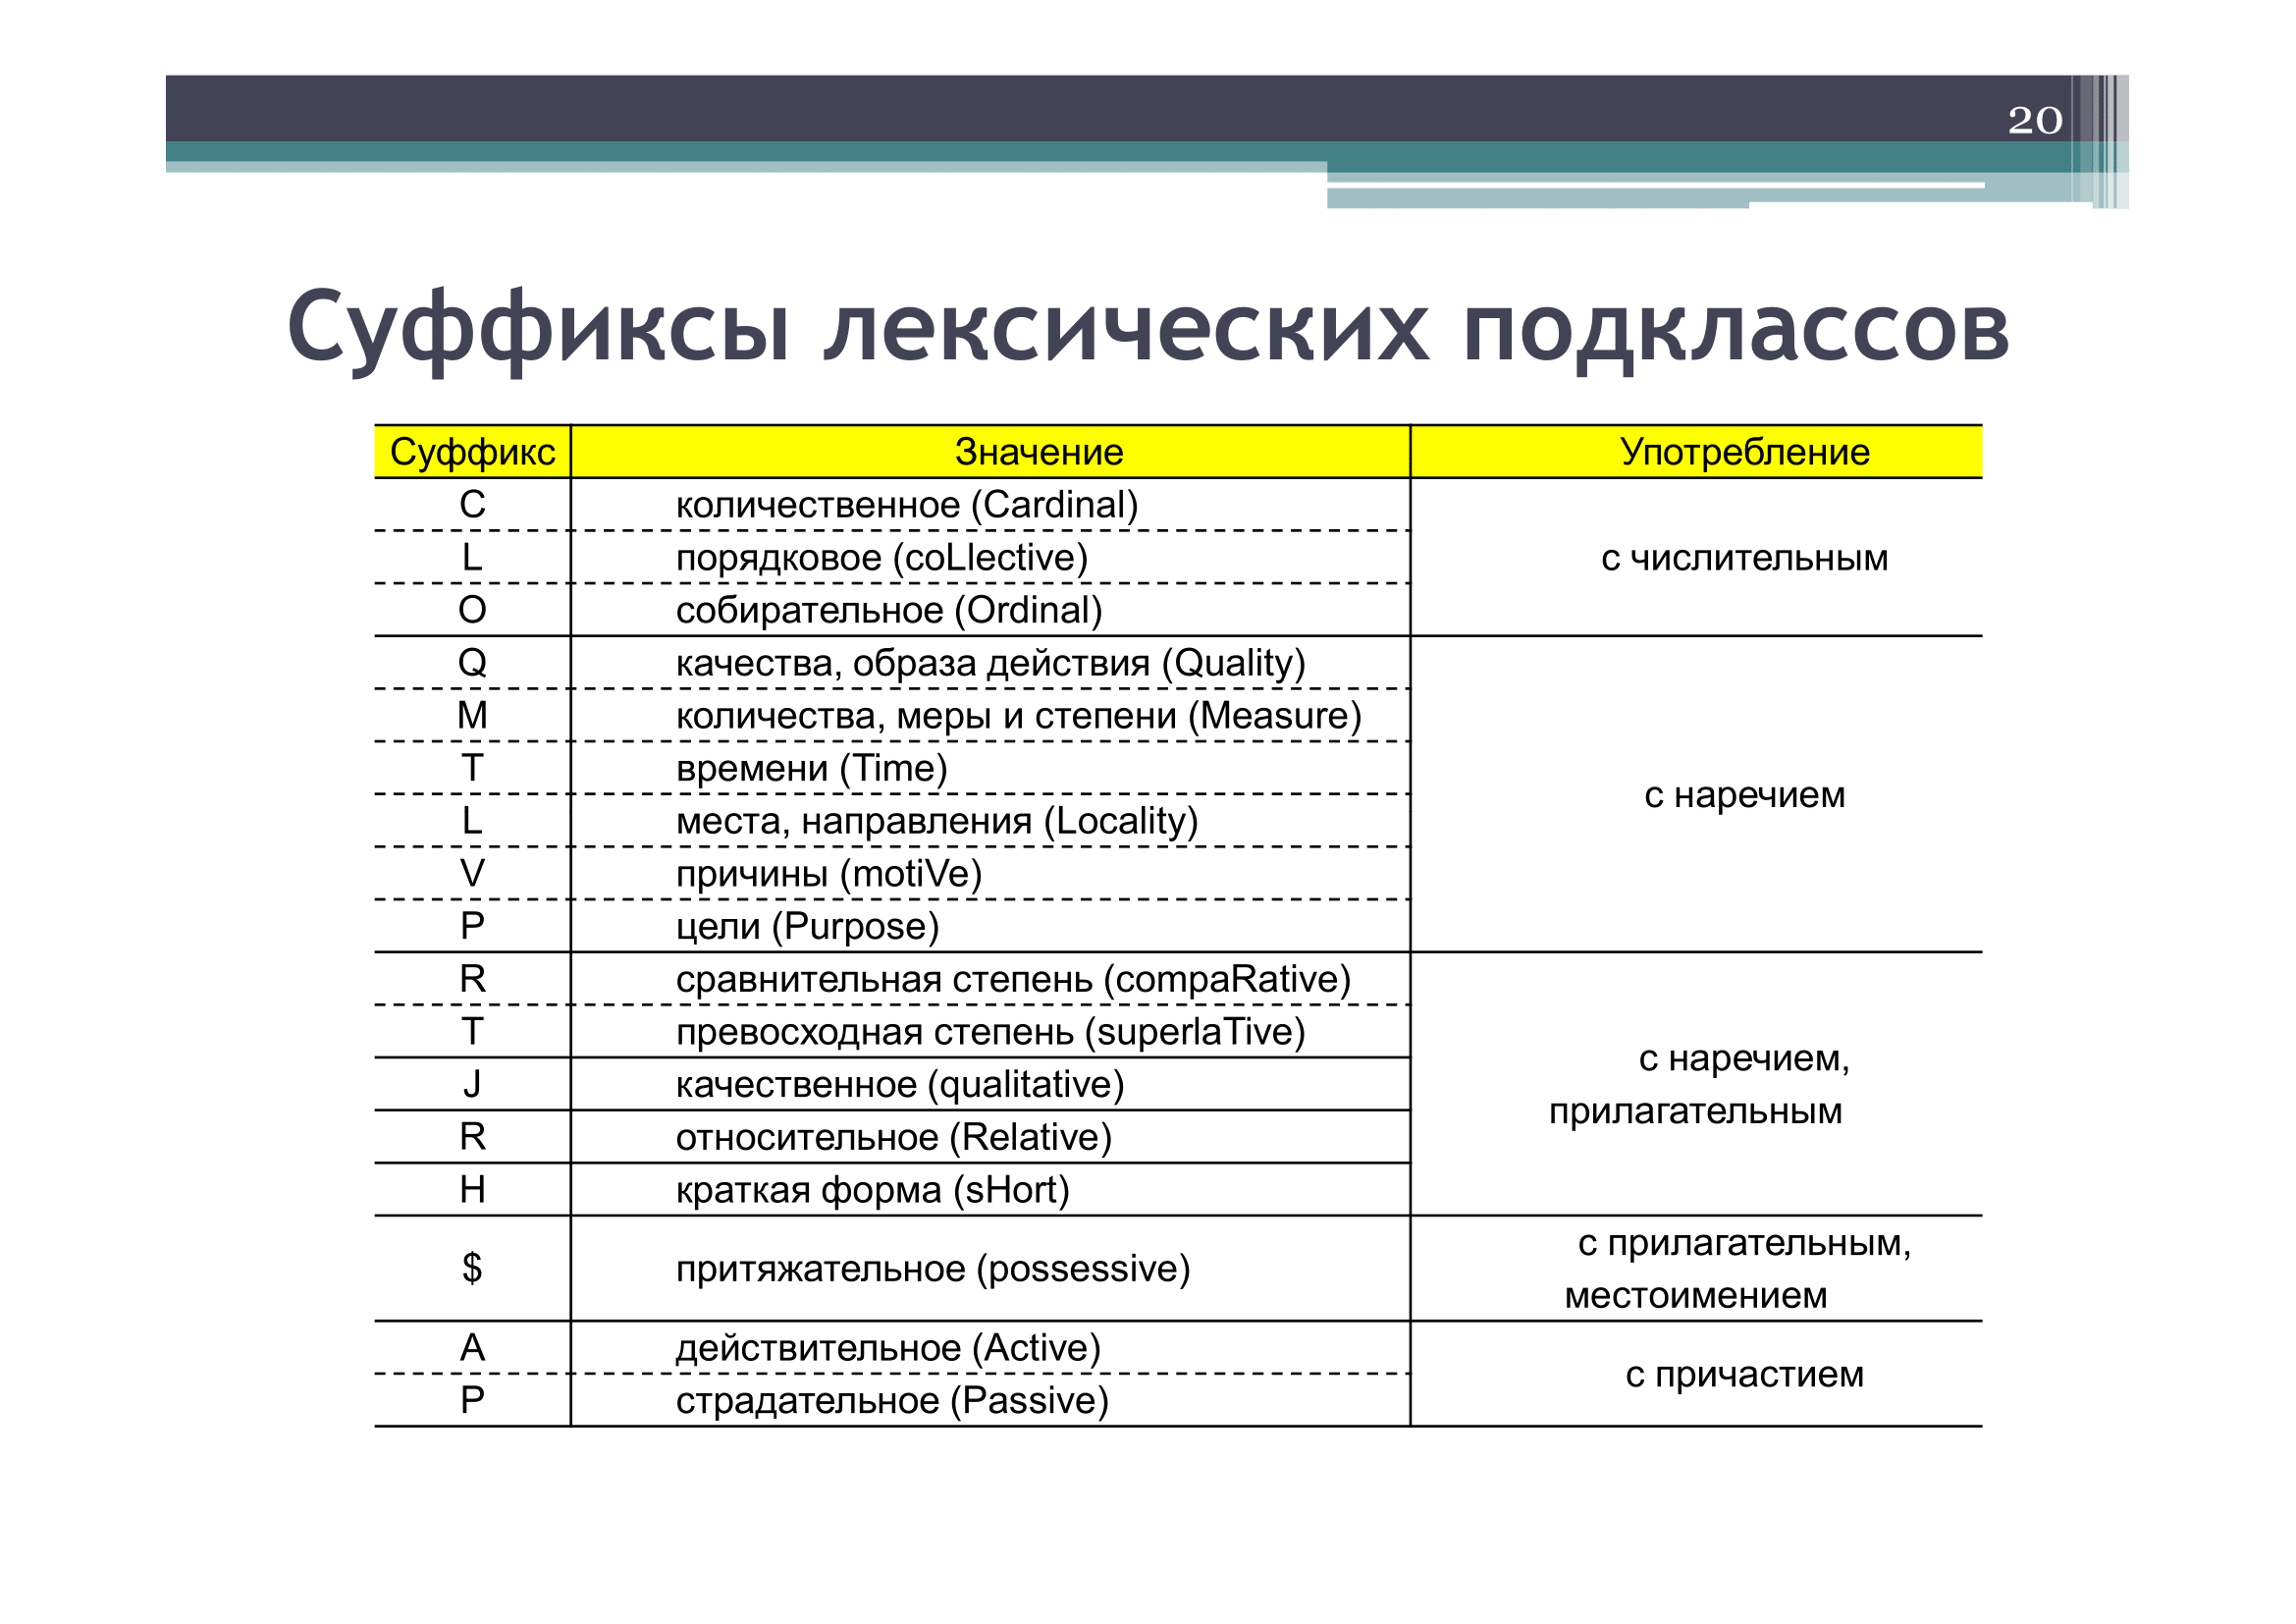 20
Суффиксы лексических подклассов
Суффикс Значение Употребление
C количественное (Cardinal)
L порядковое (coLlective) с числительным
O собирательное (Ordinal)
Q качества, образа действия (Quality)
M количества, меры и степени (Measure)
T времени (Time)
с наречием
L места, направления (Locality)
V причины (motiVe)
P цели (Purpose)
R сравнительная степень (compaRative)
T превосходная степень (superlaTive)
с наречием,
J качественное (qualitative)
прилагательным
R относительное (Relative)
H краткая форма (sHort)
с прилагательным,
$ притяжательное (possessive)
местоимением
A действительное (Active)
с причастием
P страдательное (Passive)